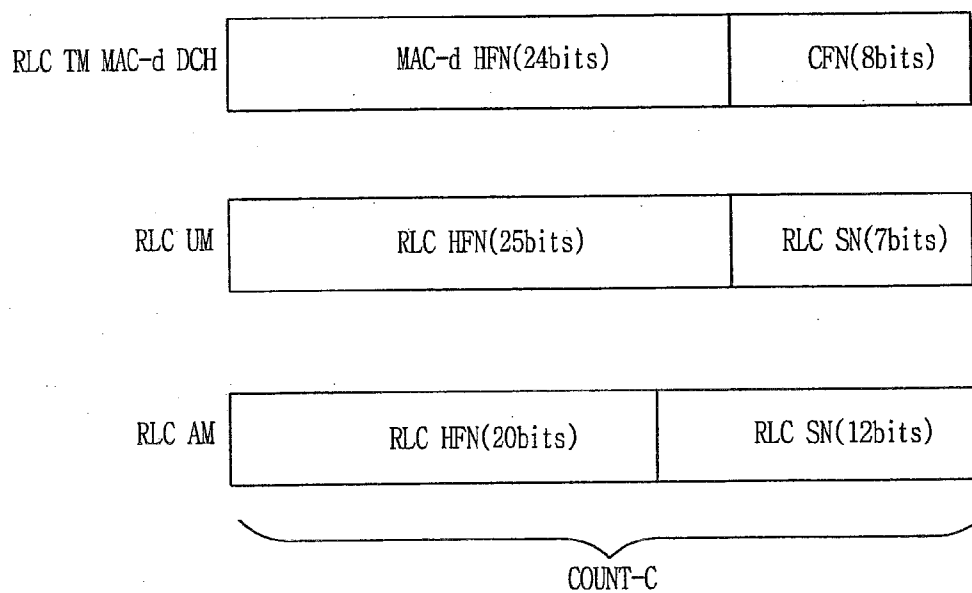 RLC TM MAC-d DCH MAC-d HFN(24bits) CFN(8bits)
RLC UM RLC HFN(25bits) RLC SN(7bits)
RLC AM RLC HFN(20bits) RLC SN(12bits)
COUNT-C